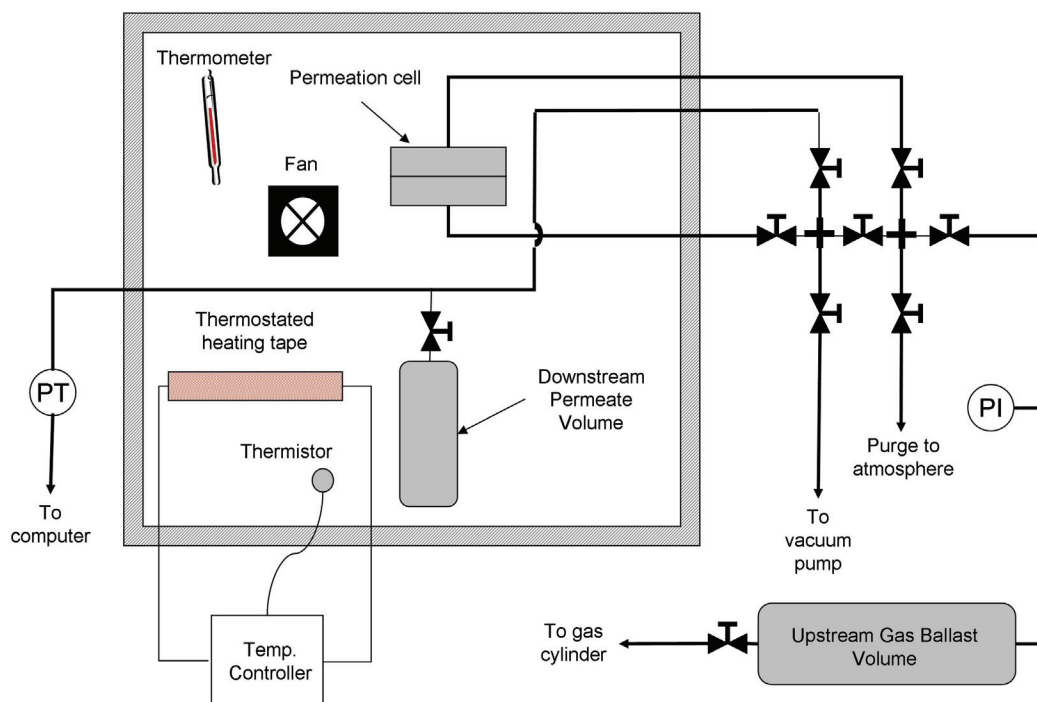 Thermometer
Permeation cell
Fan
Thermostated
heating tape
PT
Downstream
Permeate
Volume
PI
Thermistor
Purge to
atmosphere
To
computer
To
vacuum
pump
Temp.
Controller
To gas
cylinder
Upstream Gas Ballast
Volume